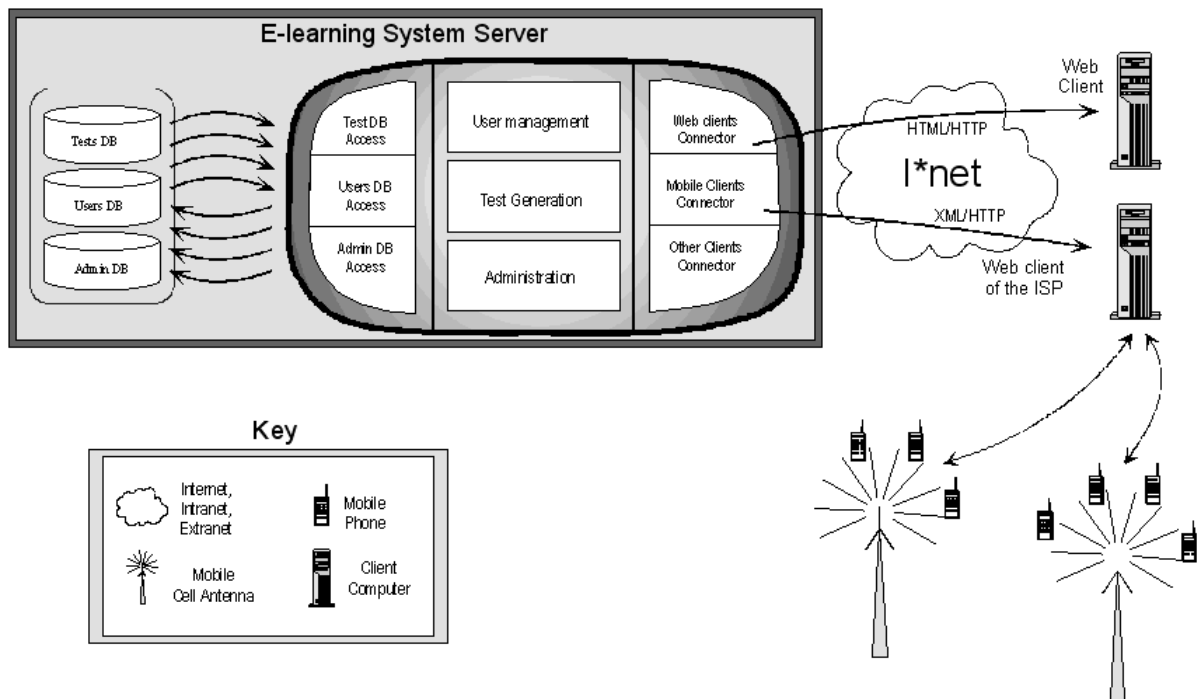 E-learning System Server
Tests DB
Users DB
Admin DB
Test DB
Access
Users DB
Access
Admin DB
Access
User management
Test Generation
Administration
Web clients
Connector
Mobile Clients
Connector
Other Clients
Connector
HTML/HTTP
I*net
XML/HTTP
Web
Client
Web client
of the ISP
Key
Internet,
Intranet,
Extranet
Mobile
Phone
Mobile
Cell Antenna
Client
Computer